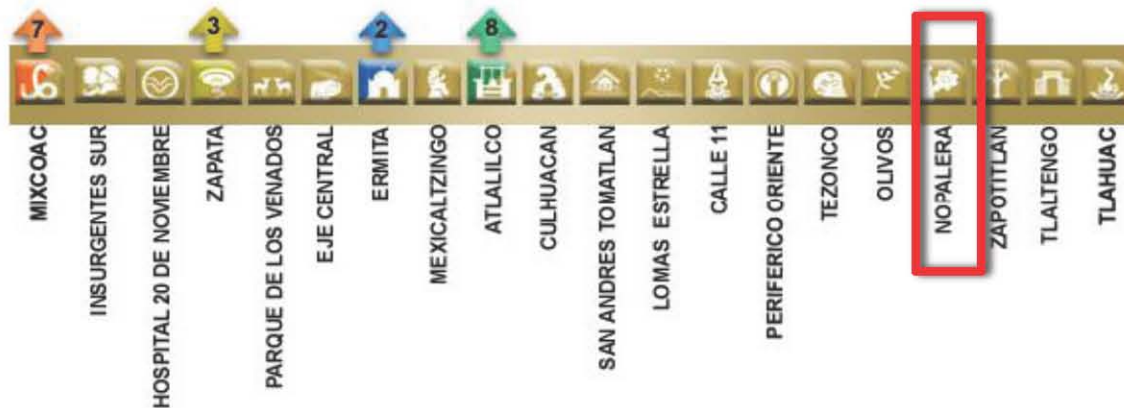 7
3
2
8
MIXCOAC
INSURGENTES SUR
HOSPITAL 20 DE NOVIEMBRE
ZAPATA
PARQUE DE LOS VENADOS
EJE CENTRAL
ERMITA
MEXICALTZINGO
ATLALILCO
CULHUACAN
SAN ANDRES TOMATLAN
LOMAS ESTRELLA
CALLE 11
PERIFERICO ORIENTE
TEZONCO
OLIVOS
NOPALERA
ZAPOTITLAN
TLALTENGO
TLAHUAC